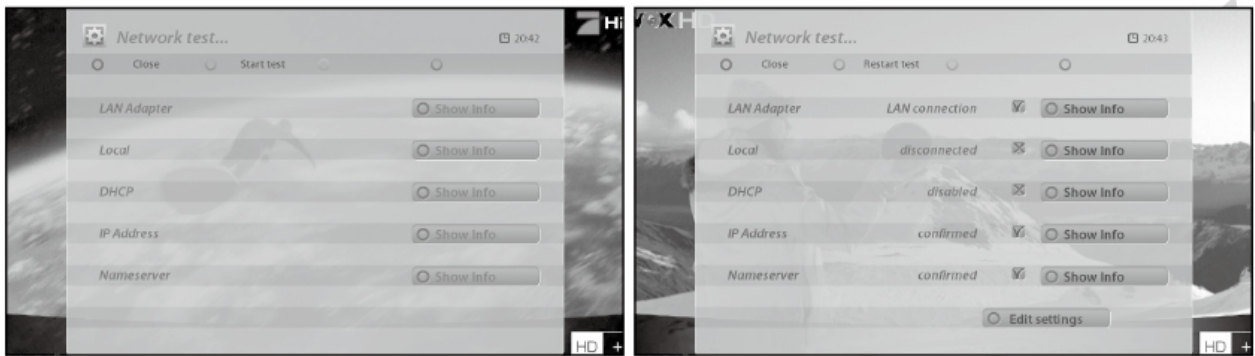 Network test... 20:42
Close Start test
LAN Adapter Show Info
Local Show Info
DHCP Show Info
IP Address Show Info
Nameserver Show Info
Hi
HD +
VOX HD
Network test... 20:43
Close Restart test
LAN Adapter LAN connection Show Info
Local disconnected Show Info
DHCP disabled Show Info
IP Address confirmed Show Info
Nameserver confirmed Show Info
Edit settings
HD +